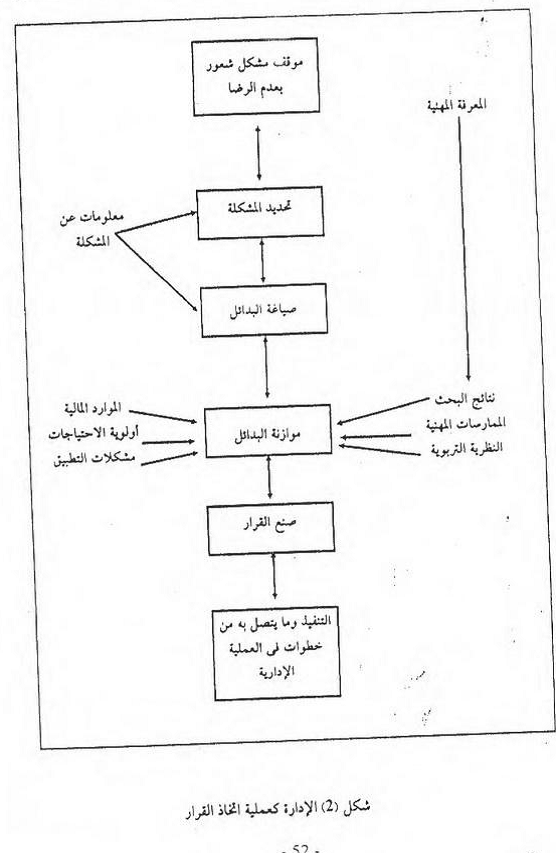 موقف مشكل شعور
بعدم الرضا
المعرفة المهنية
تحديد المشكلة
معلومات عن
المشكلة
صياغة البدائل
نتائج البحث
الممارسات المهنية
النظرية التربوية
موازنة البدائل
الموارد المالية
أولوية الاحتياجات
مشكلات التطبيق
صنع القرار
التنفيذ وما يتصل به من
خطوات فى العملية
الإدارية
شكل (2) الإدارة كعملية اتخاذ القرار
- 52 -